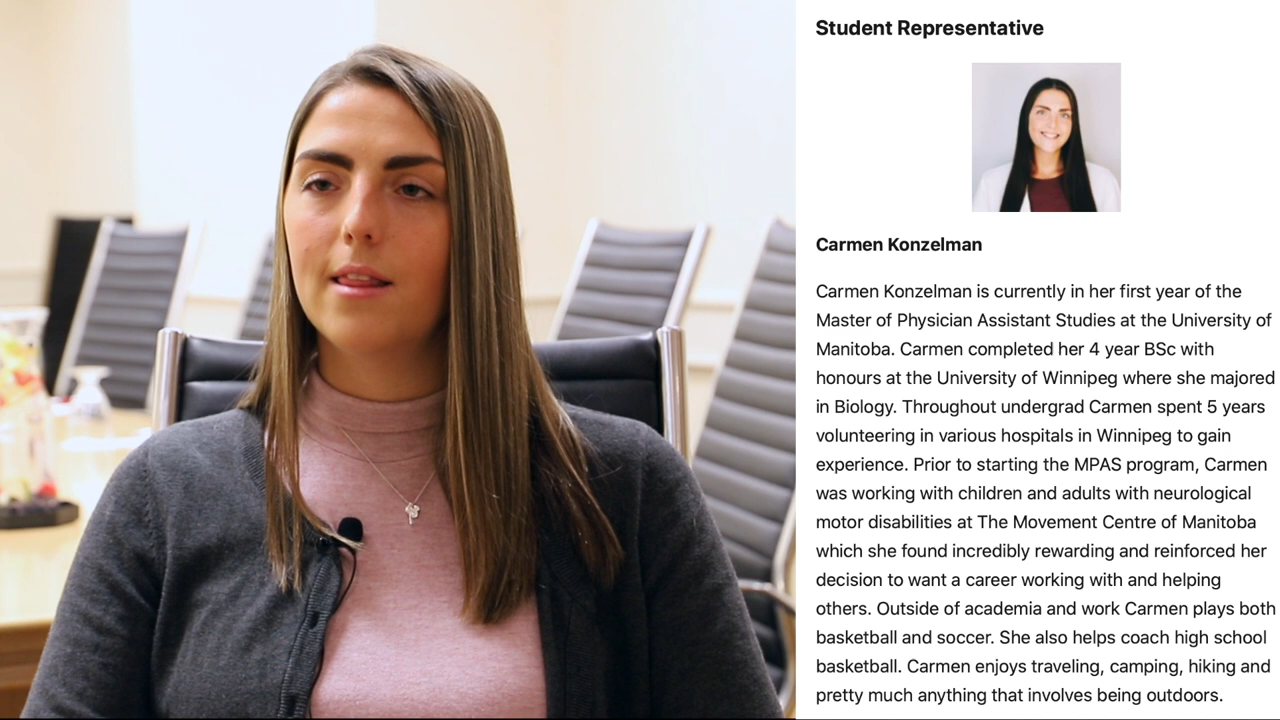 Student Representative
Carmen Konzelman
Carmen Konzelman is currently in her first year of the
Master of Physician Assistant Studies at the University of
Manitoba. Carmen completed her 4 year BSc with
honours at the University of Winnipeg where she majored
in Biology. Throughout undergrad Carmen spent 5 years
volunteering in various hospitals in Winnipeg to gain
experience. Prior to starting the MPAS program, Carmen
was working with children and adults with neurological
motor disabilities at The Movement Centre of Manitoba
which she found incredibly rewarding and reinforced her
decision to want a career working with and helping
others. Outside of academia and work Carmen plays both
basketball and soccer. She also helps coach high school
basketball. Carmen enjoys traveling, camping, hiking and
pretty much anything that involves being outdoors.